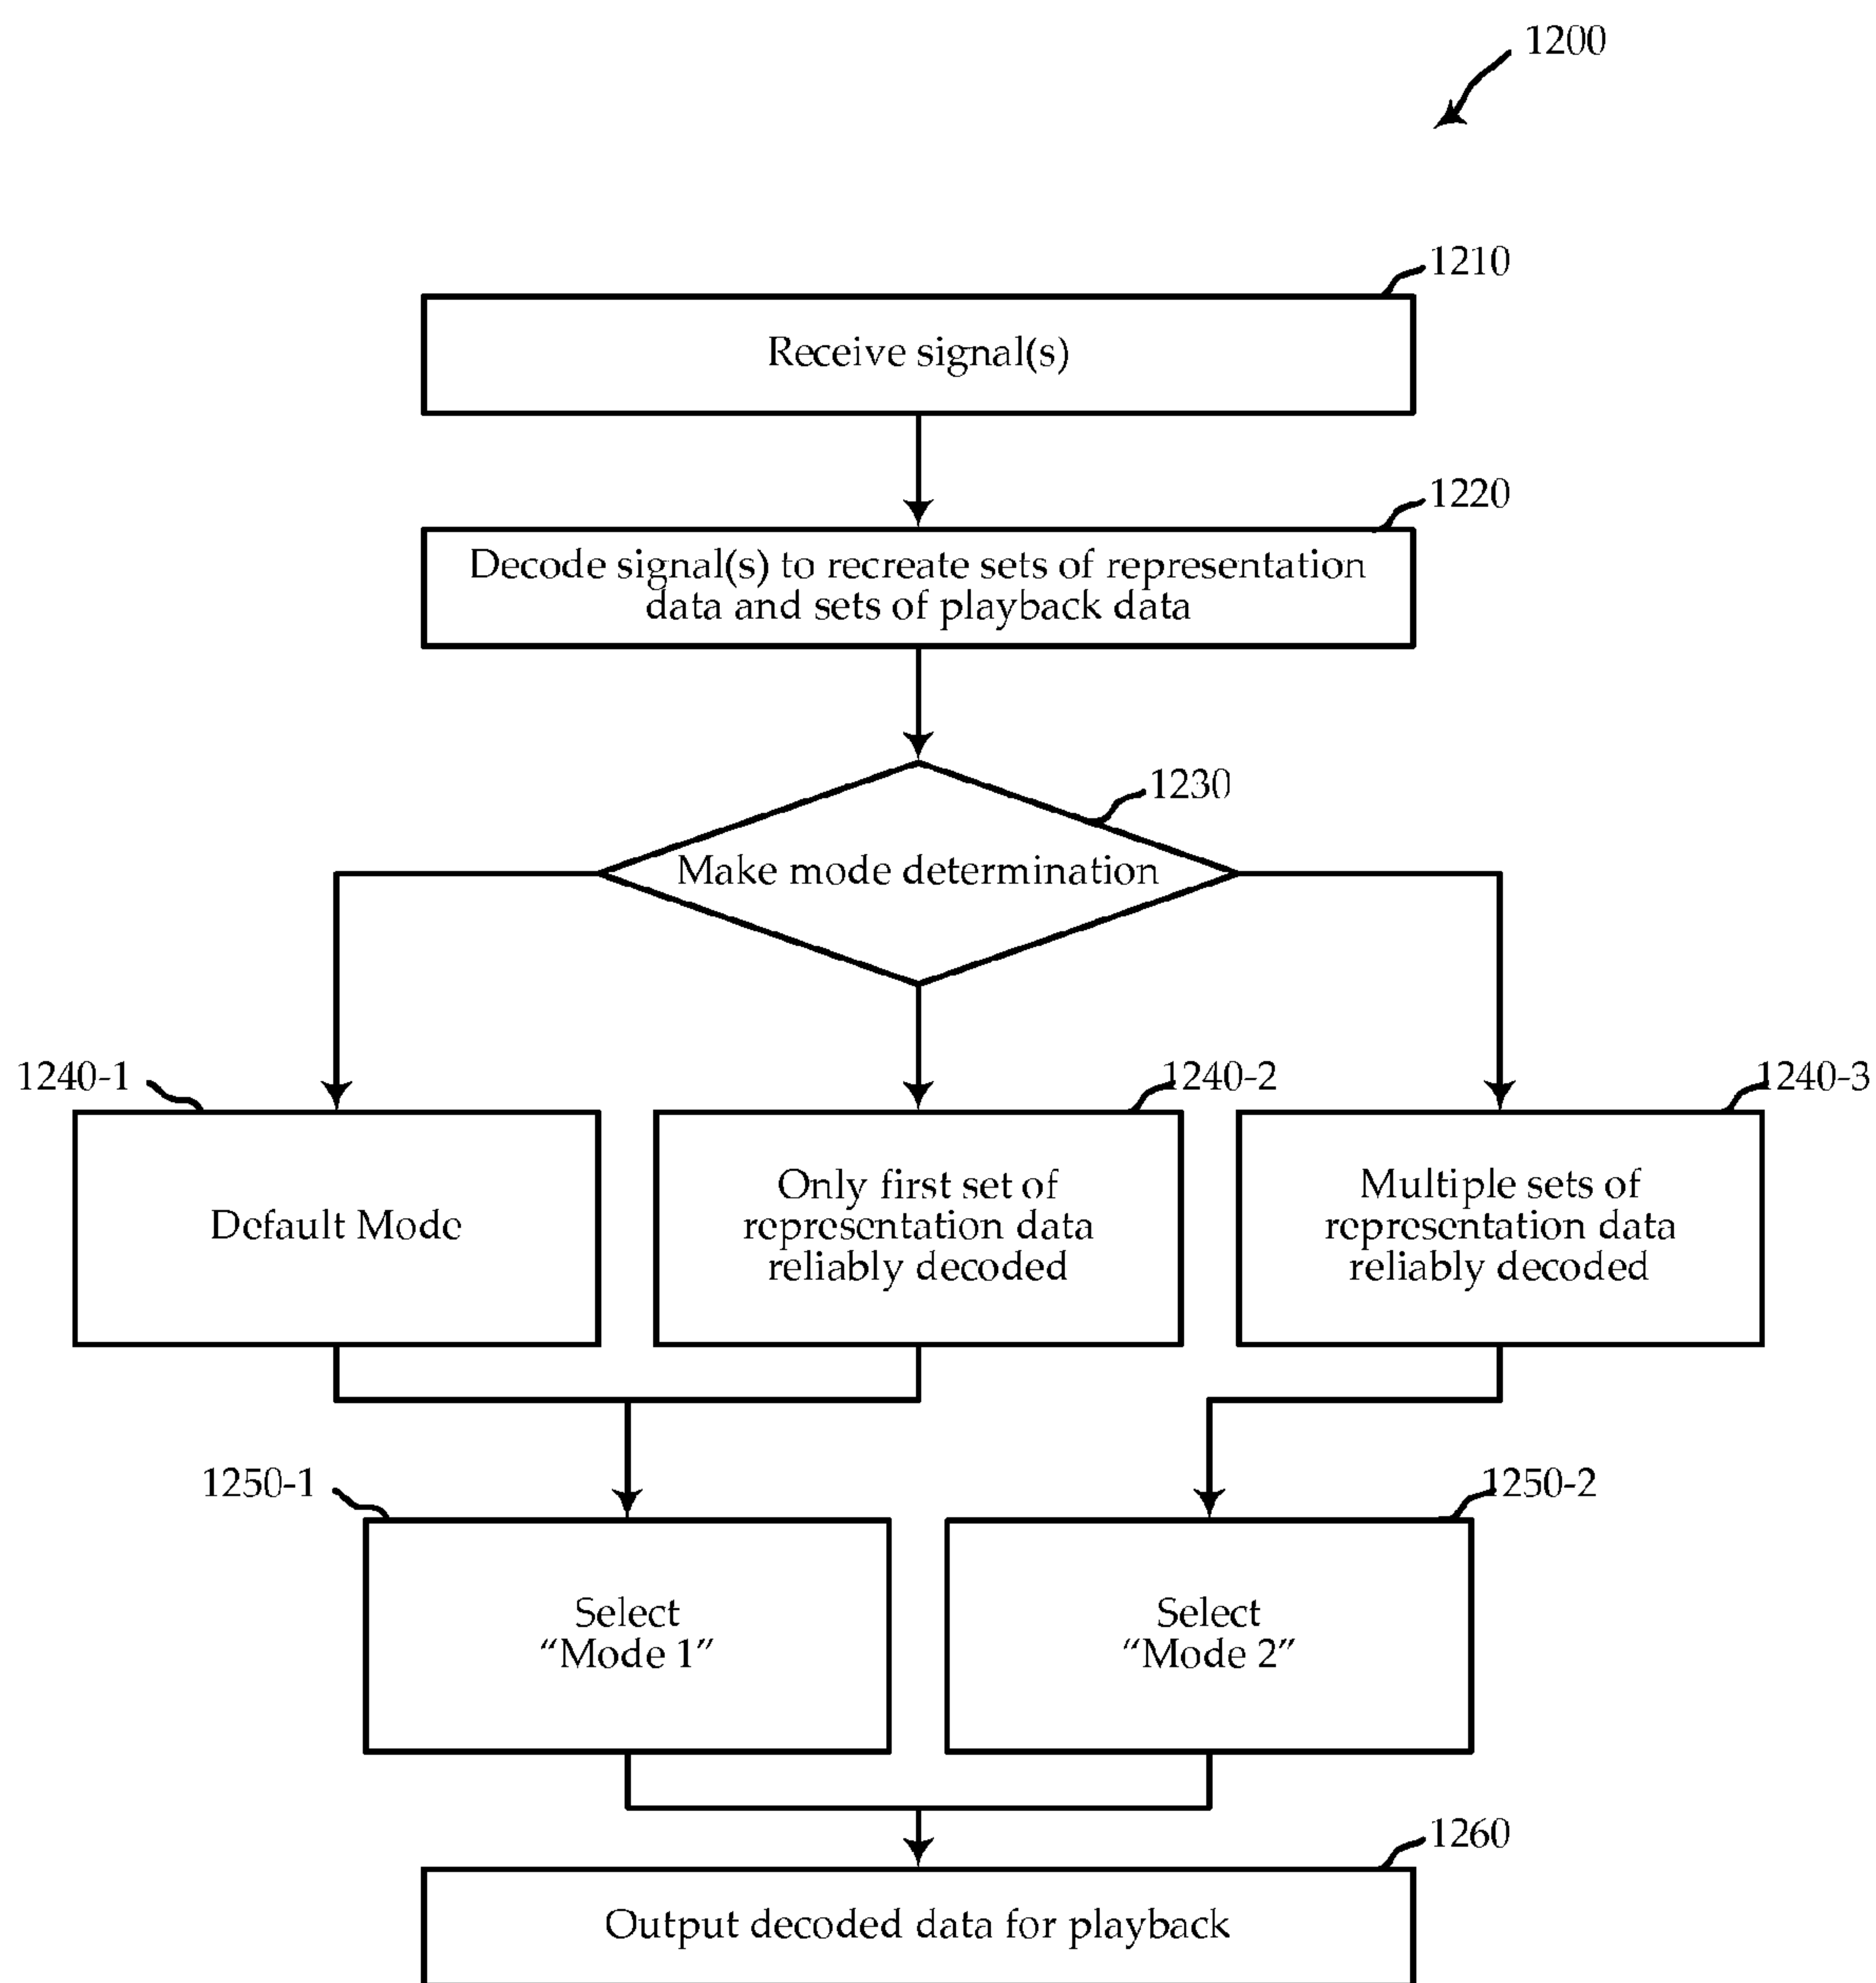 1200
1210
Receive signal(s)
1220
Decode signal(s) to recreate sets of representation
data and sets of playback data
1230
Make mode determination
1240-1
1240-2
1240-3
Default Mode
Only first set of
representation data
reliably decoded
Multiple sets of
representation data
reliably decoded
1250-1
1250-2
Select
“Mode 1”
Select
“Mode 2”
1260
Output decoded data for playback